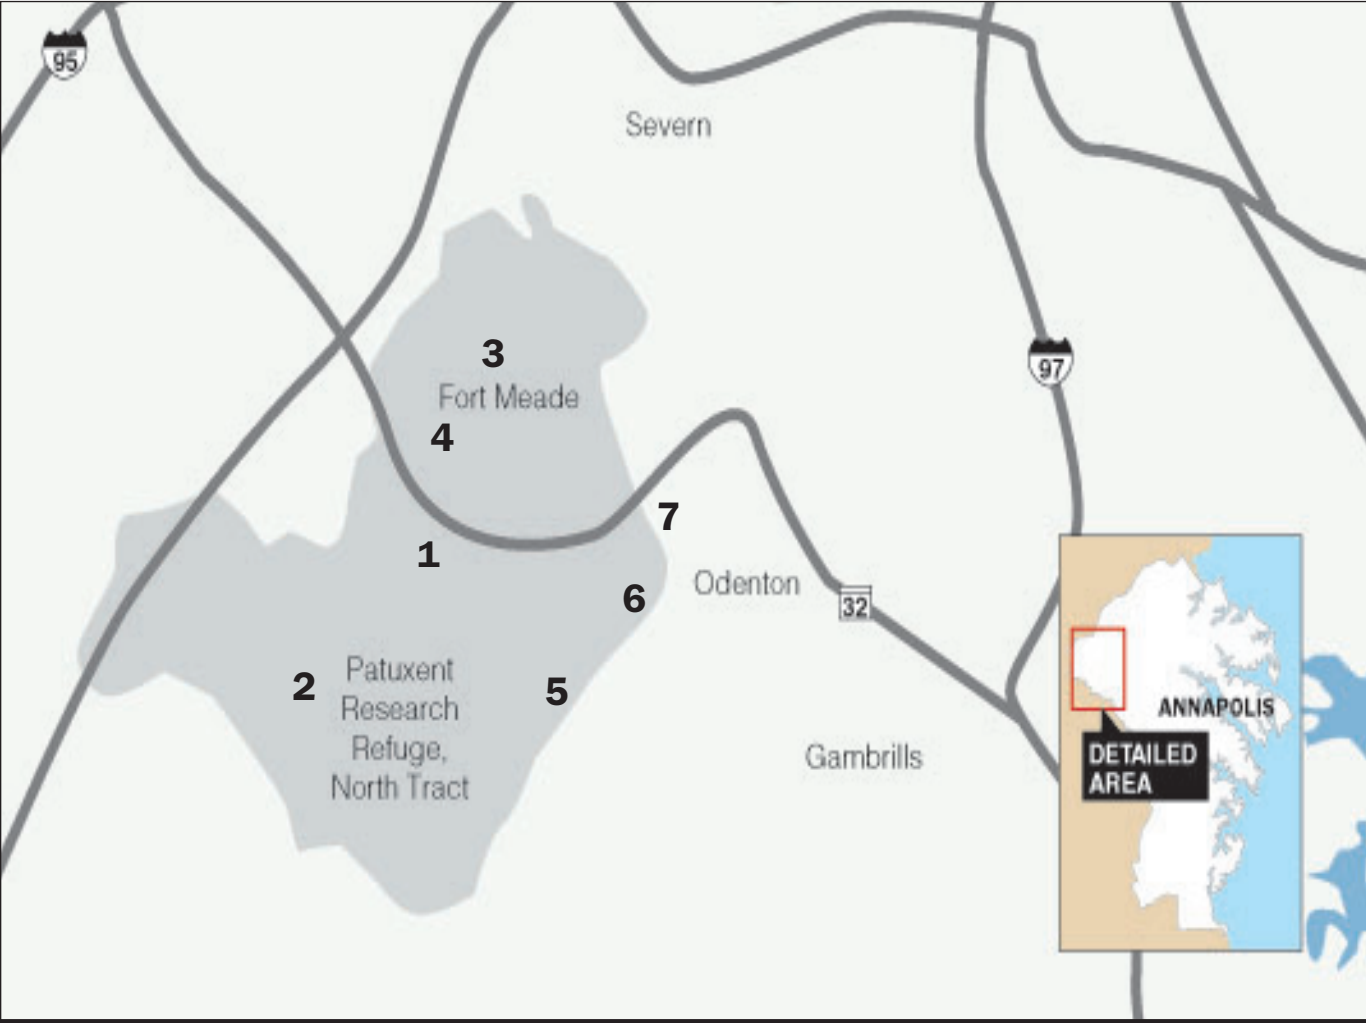 95
Severn
3
Fort Meade
4
97
7
1
Odenton
6
32
2
Patuxent
Research
Refuge,
North Tract
5
Gambrills
ANNAPOLIS
DETAILED
AREA